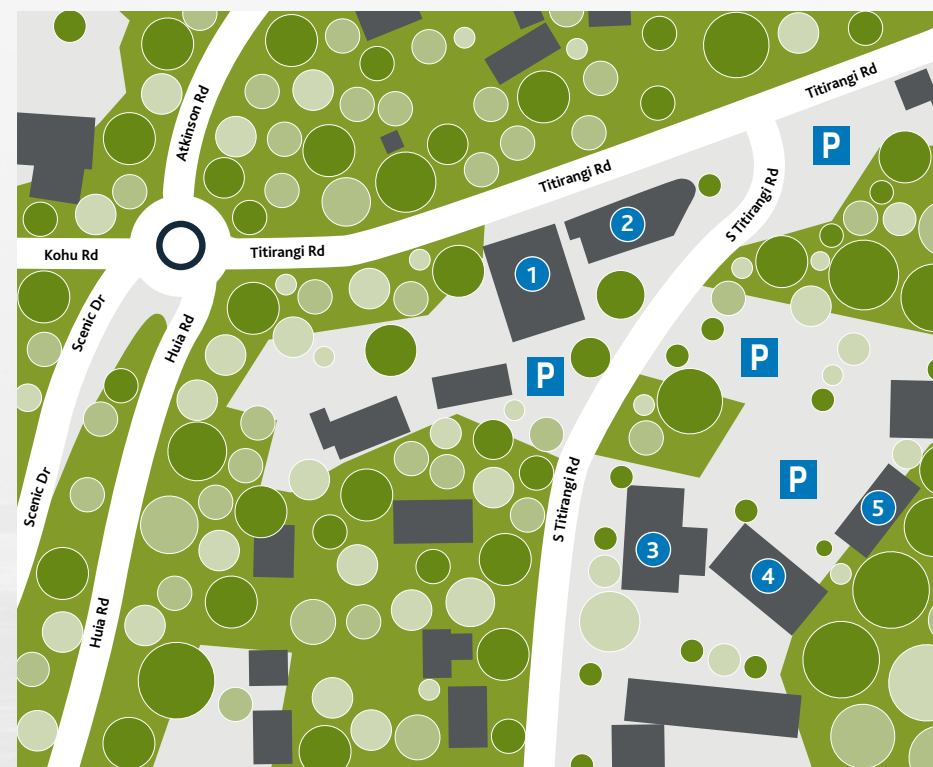 Titirangi Rd
Atkinson Rd
P
Titirangi Rd
S Titirangi Rd
2
Kohu Rd
Titirangi Rd
1
Scenic Dr
Huia Rd
P
P
Scenic Dr
S Titirangi Rd
P
5
3
4
Huia Rd